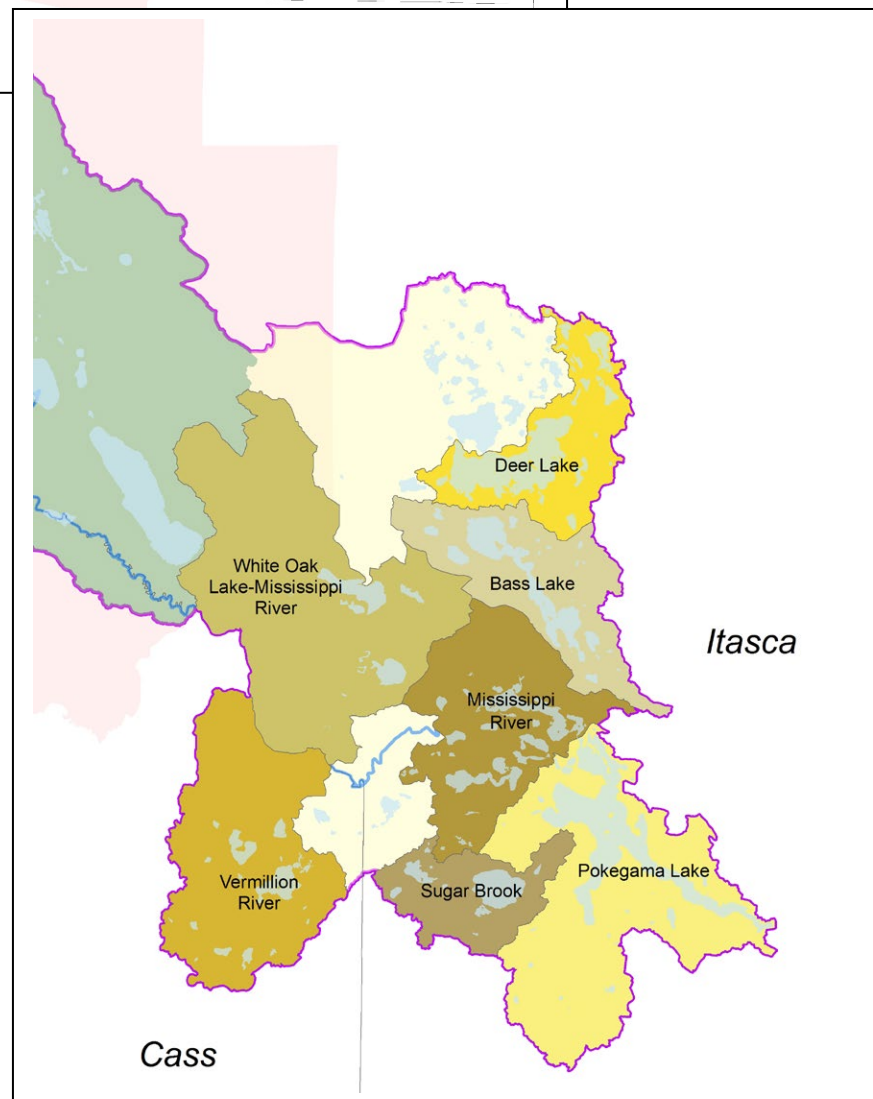 Deer Lake
White Oak
Lake-Mississippi
River
Bass Lake
Itasca
Mississippi
River
Pokegama Lake
Vermillion
River
Sugar Brook
Cass